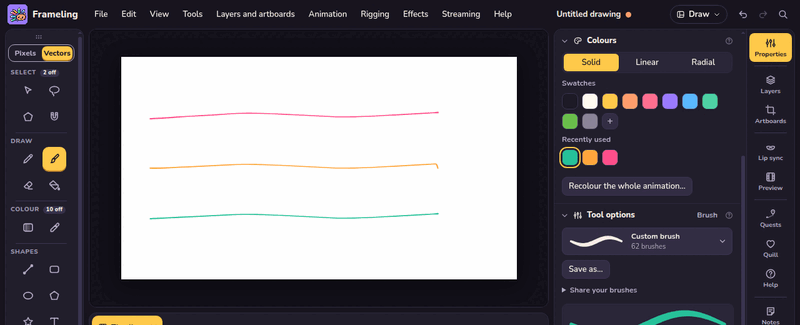 Frameling File Edit View Tools Layers and artboards Animation Rigging Effects Streaming Help Untitled drawing Draw
Pixels Vectors
SELECT 2 off
DRAW
COLOUR 10 off
SHAPES
Colours
Solid Linear Radial
Swatches
Recently used
Recolour the whole animation...
Tool options Brush
Custom brush
62 brushes
Save as...
Share your brushes
Properties
Layers
Artboards
Lip sync
Preview
Quests
Quill
Help
Notes